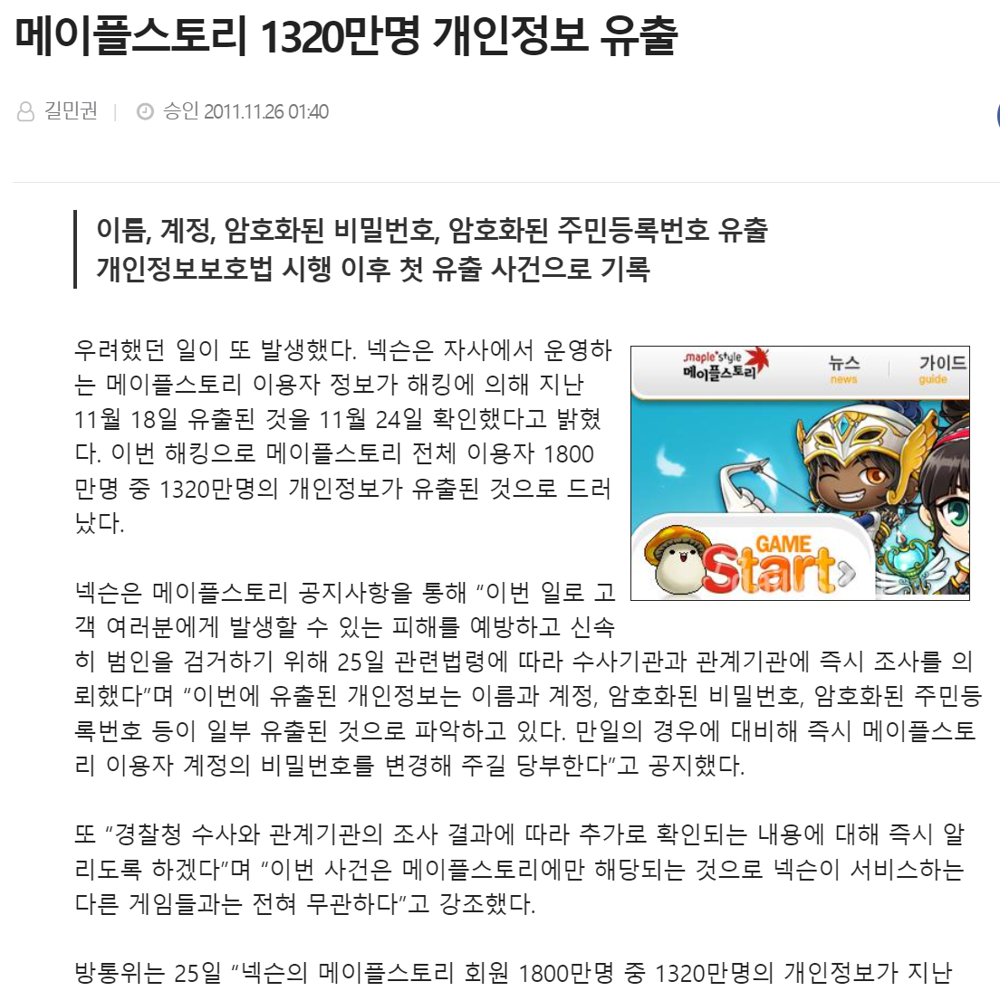 메이플스토리 1320만명 개인정보 유출
길민권 | 승인 2011.11.26 01:40
이름, 계정, 암호화된 비밀번호, 암호화된 주민등록번호 유출
개인정보보호법 시행 이후 첫 유출 사건으로 기록
우려했던 일이 또 발생했다. 넥슨은 자사에서 운영하
는 메이플스토리 이용자 정보가 해킹에 의해 지난
11월 18일 유출된 것을 11월 24일 확인했다고 밝혔
다. 이번 해킹으로 메이플스토리 전체 이용자 1800
만명 중 1320만명의 개인정보가 유출된 것으로 드러
났다.
maple*style
메이플스토리
뉴스
news
가이드
guide
GAME
Start
넥슨은 메이플스토리 공지사항을 통해 “이번 일로 고
객 여러분에게 발생할 수 있는 피해를 예방하고 신속
히 범인을 검거하기 위해 25일 관련법령에 따라 수사기관과 관계기관에 즉시 조사를 의
뢰했다”며 “이번에 유출된 개인정보는 이름과 계정, 암호화된 비밀번호, 암호화된 주민등
록번호 등이 일부 유출된 것으로 파악하고 있다. 만일의 경우에 대비해 즉시 메이플스토
리 이용자 계정의 비밀번호를 변경해 주길 당부한다”고 공지했다.
또 “경찰청 수사와 관계기관의 조사 결과에 따라 추가로 확인되는 내용에 대해 즉시 알
리도록 하겠다”며 “이번 사건은 메이플스토리에만 해당되는 것으로 넥슨이 서비스하는
다른 게임들과는 전혀 무관하다”고 강조했다.
방통위는 25일 “넥슨의 메이플스토리 회원 1800만명 중 1320만명의 개인정보가 지난